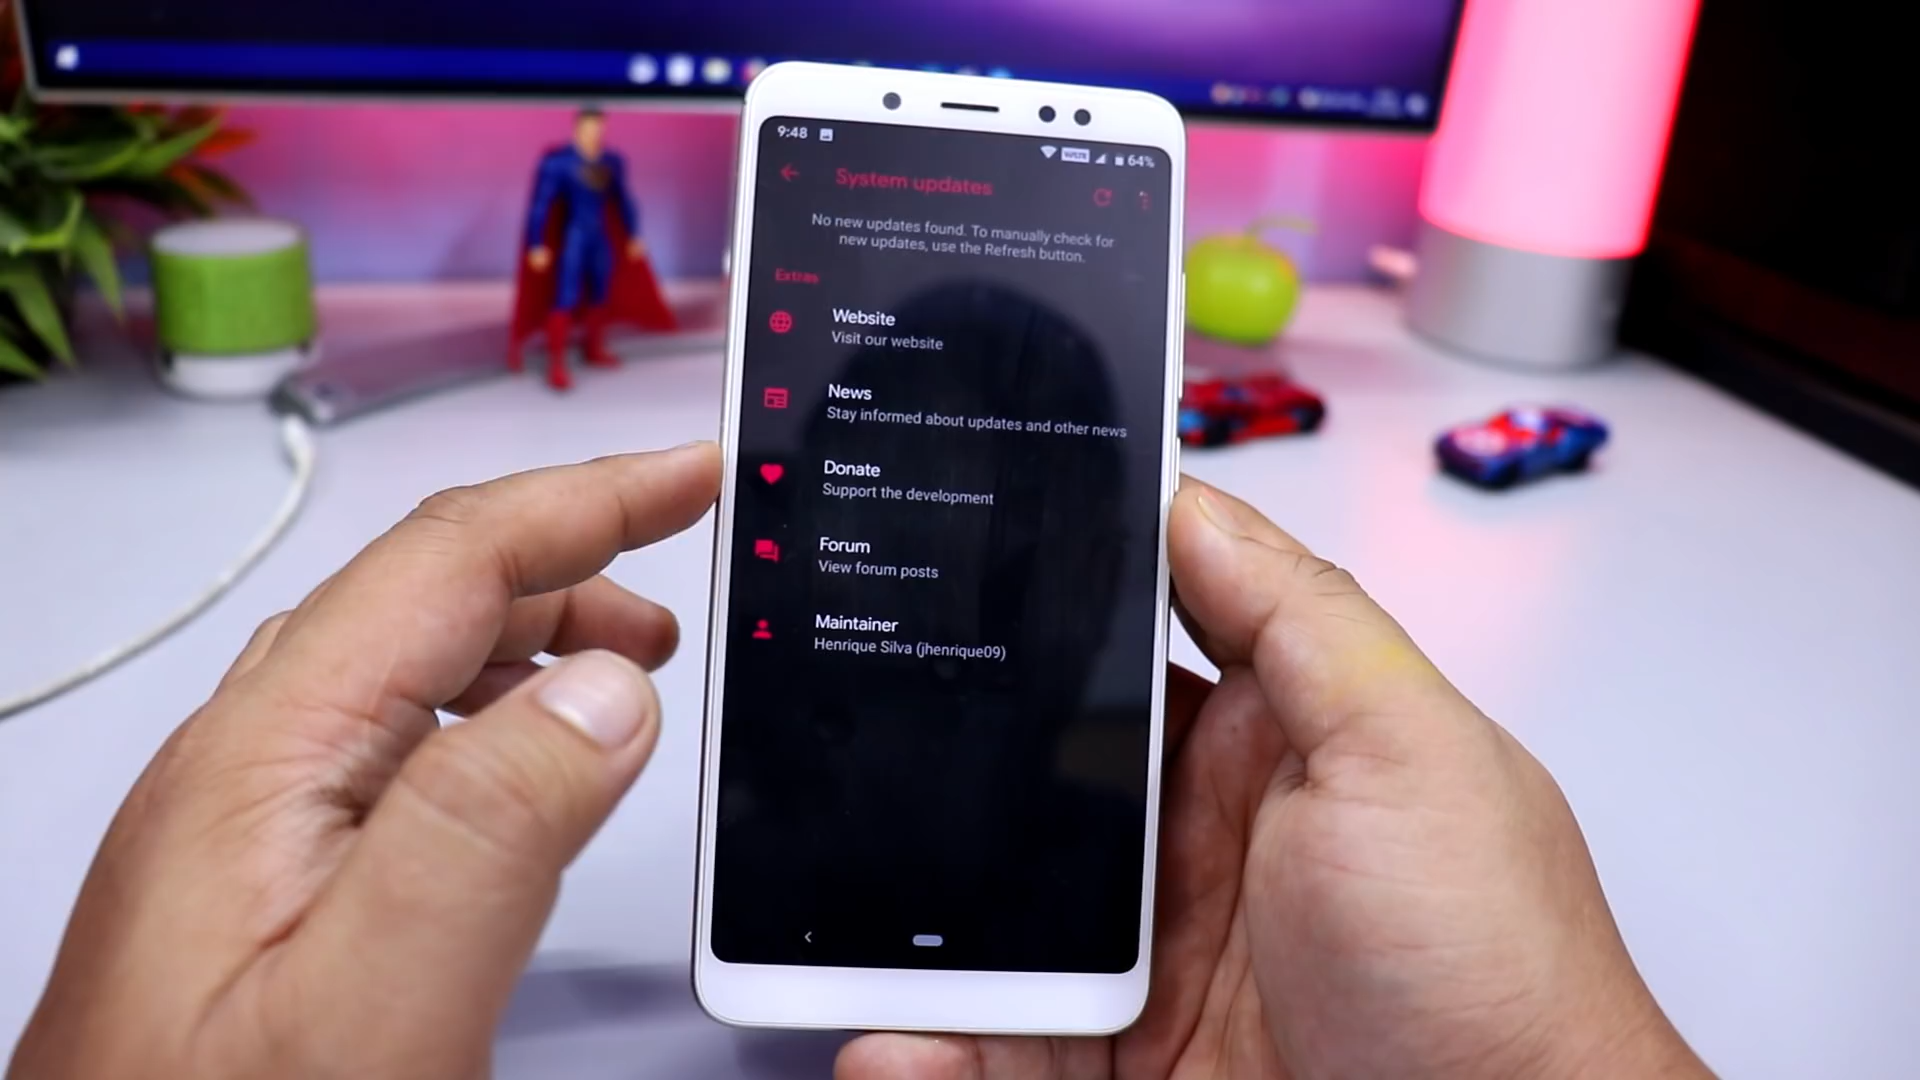 9:48
64%
System updates
No new updates found. To manually check for
new updates, use the Refresh button.
Extras
Website
Visit our website
News
Stay informed about updates and other news
Donate
Support the development
Forum
View forum posts
Maintainer
Henrique Silva (jhenrique09)